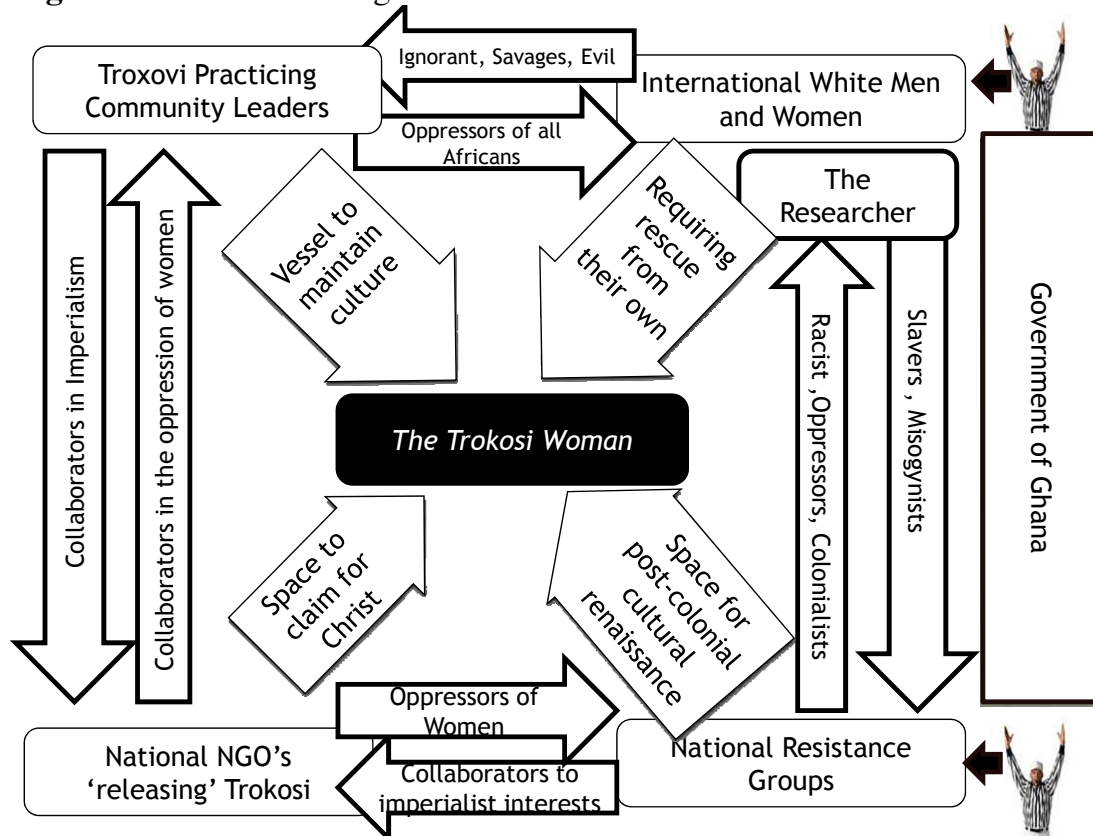 Ignorant, Savages, Evil
Troxovi Practicing
Community Leaders
International White Men
and Women
Oppressors of all
Africans
The
Researcher
Vessel to
maintain
culture
Requiring
rescue
from
their own
Collaborators in Imperialism
Collaborators in the oppression of women
Racist ,Oppressors, Colonialists
Slavers , Misogynists
Government of Ghana
The Trokosi Woman
Space to
claim for
Christ
Space for
post-colonial
cultural
renaissance
Oppressors of
Women
National NGO’s
‘releasing’ Trokosi
Collaborators to
imperialist interests
National Resistance
Groups